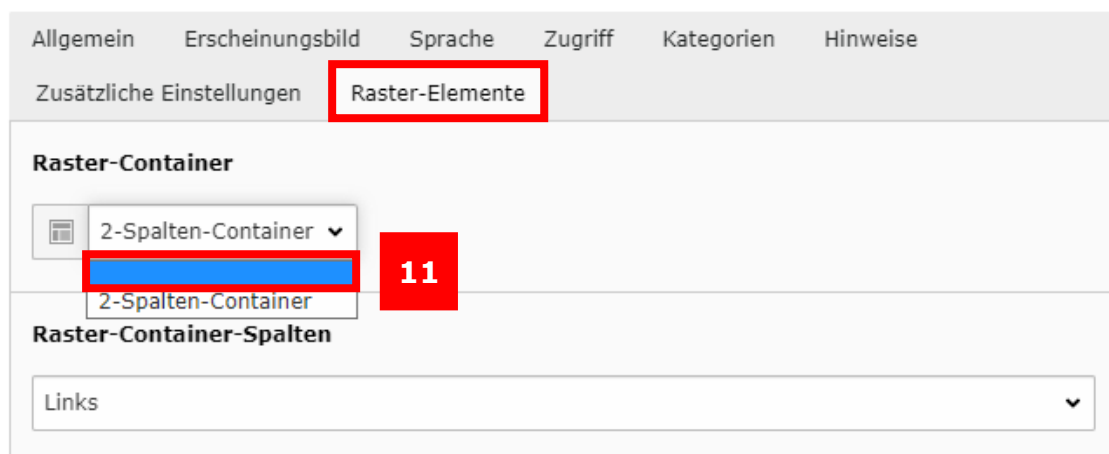 Allgemein Erscheinungsbild Sprache Zugriff Kategorien Hinweise
Zusätzliche Einstellungen Raster-Elemente
Raster-Container
2-Spalten-Container
11
2-Spalten-Container
Raster-Container-Spalten
Links